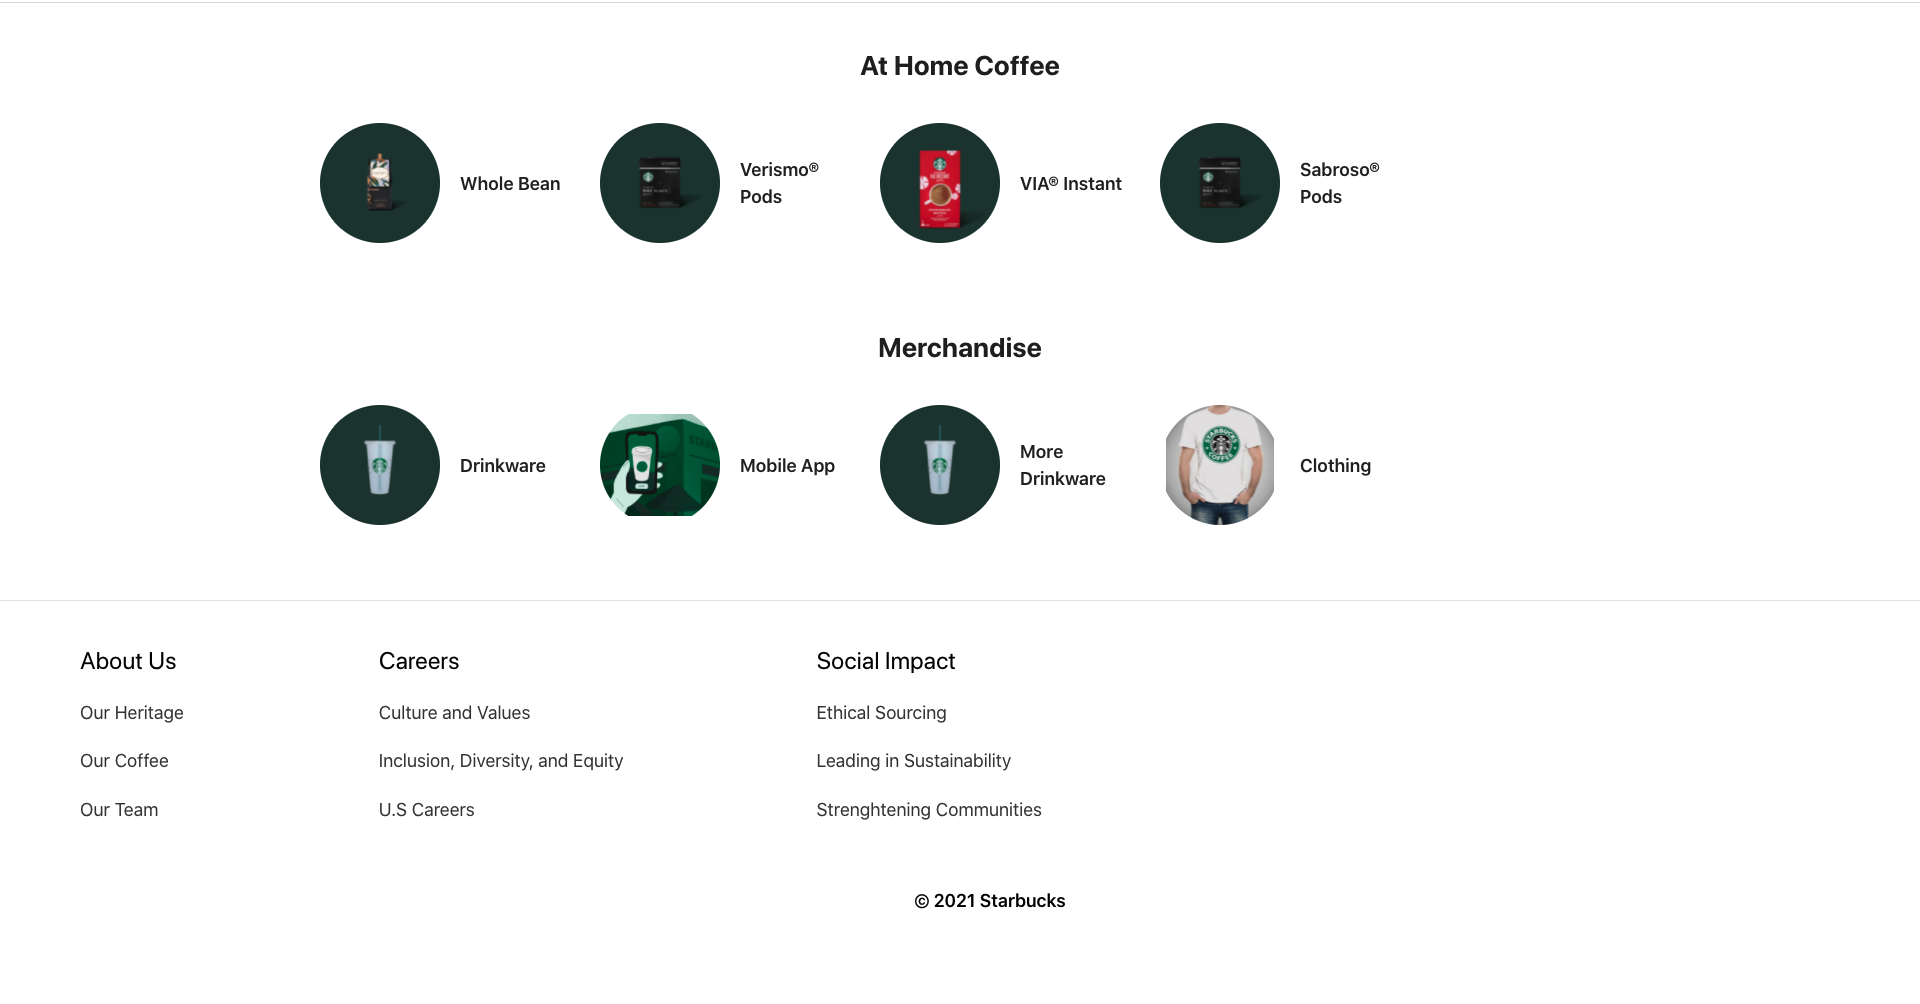 At Home Coffee
Whole Bean
Verismo®
Pods
VIA® Instant
Sabroso®
Pods
Merchandise
Drinkware
Mobile App
More
Drinkware
STARBUCKS
COFFEE
Clothing
About Us
Our Heritage
Our Coffee
Our Team
Careers
Culture and Values
Inclusion, Diversity, and Equity
U.S Careers
Social Impact
Ethical Sourcing
Leading in Sustainability
Strenghtening Communities
© 2021 Starbucks